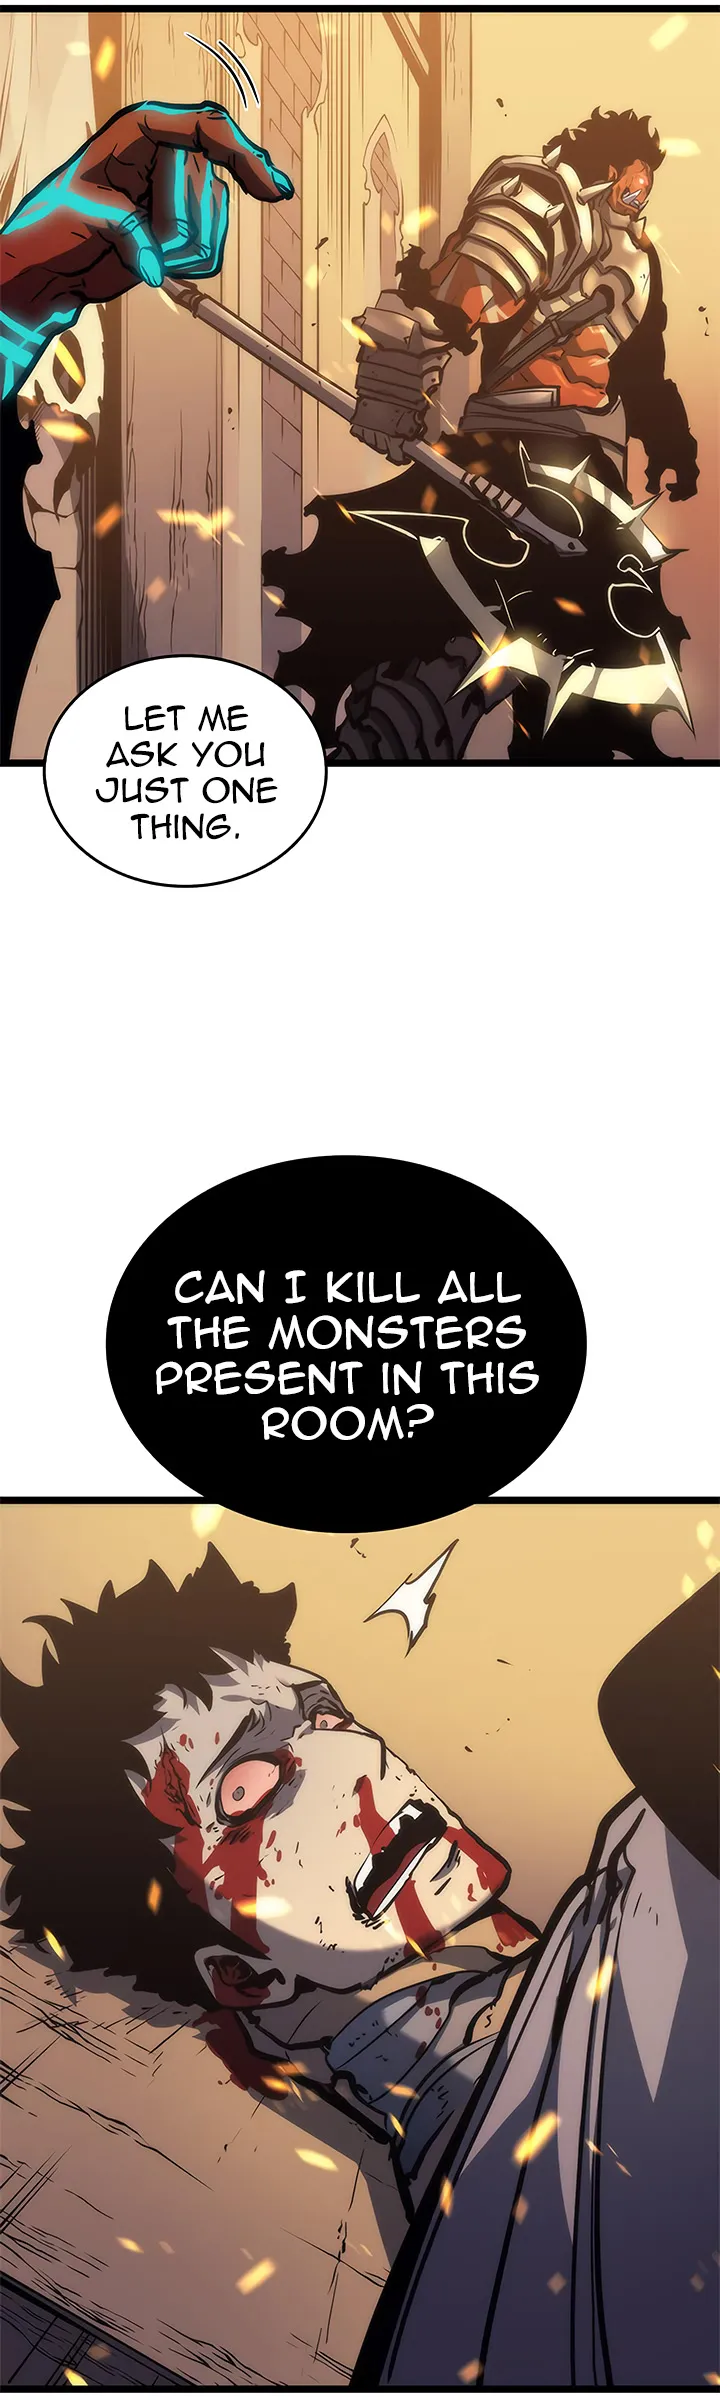 LET ME
ASK YOU
JUST ONE
THING.
CAN I KILL ALL
THE MONSTERS
PRESENT IN THIS
ROOM?